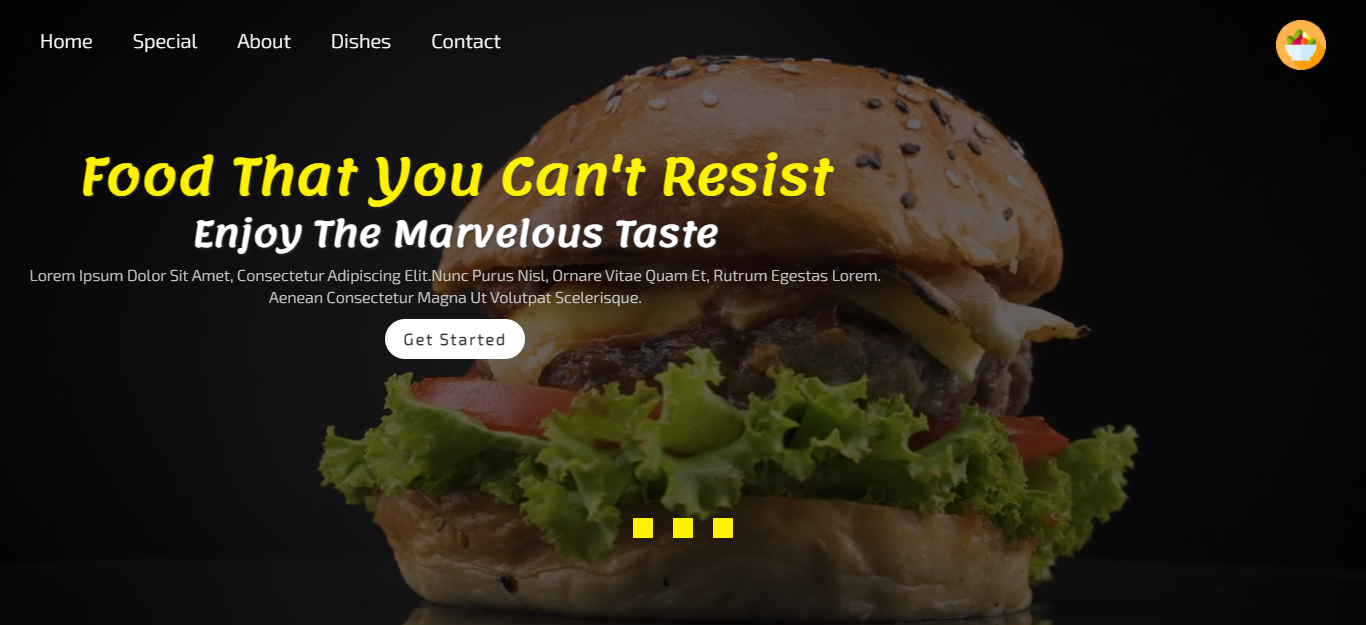 Home Special About Dishes Contact
Food That You Can't Resist
Enjoy The Marvelous Taste
Lorem Ipsum Dolor Sit Amet, Consectetur Adipiscing Elit.Nunc Purus Nisl, Ornare Vitae Quam Et, Rutrum Egestas Lorem.
Aenean Consectetur Magna Ut Volutpat Scelerisque.
Get Started